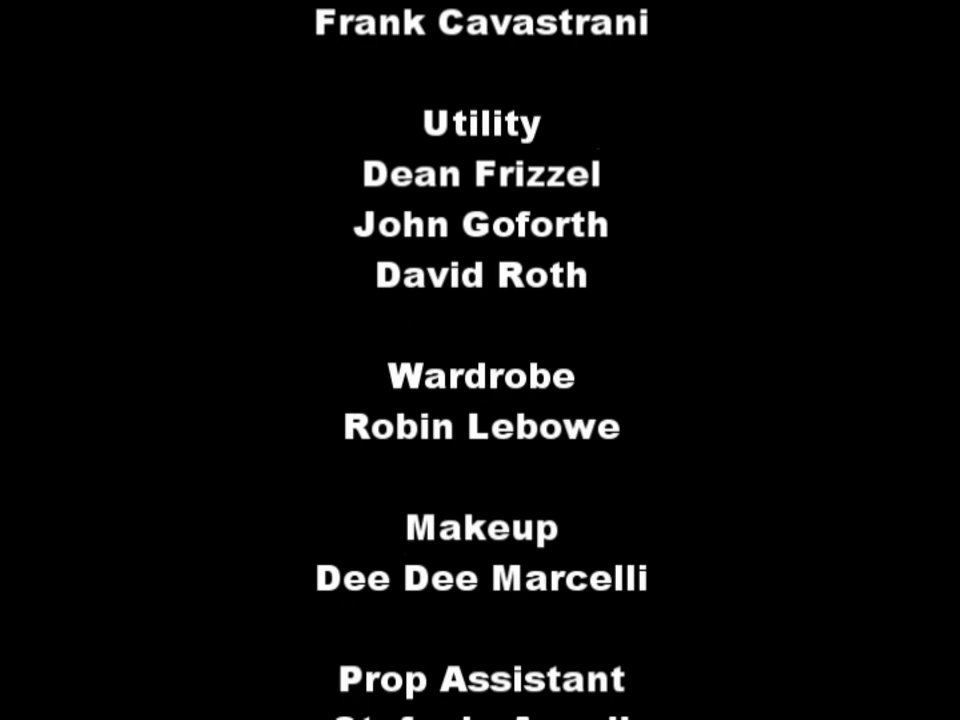 Frank Cavastrani
Utility
Dean Frizzel
John Goforth
David Roth
Wardrobe
Robin Lebowe
Makeup
Dee Dee Marcelli
Prop Assistant